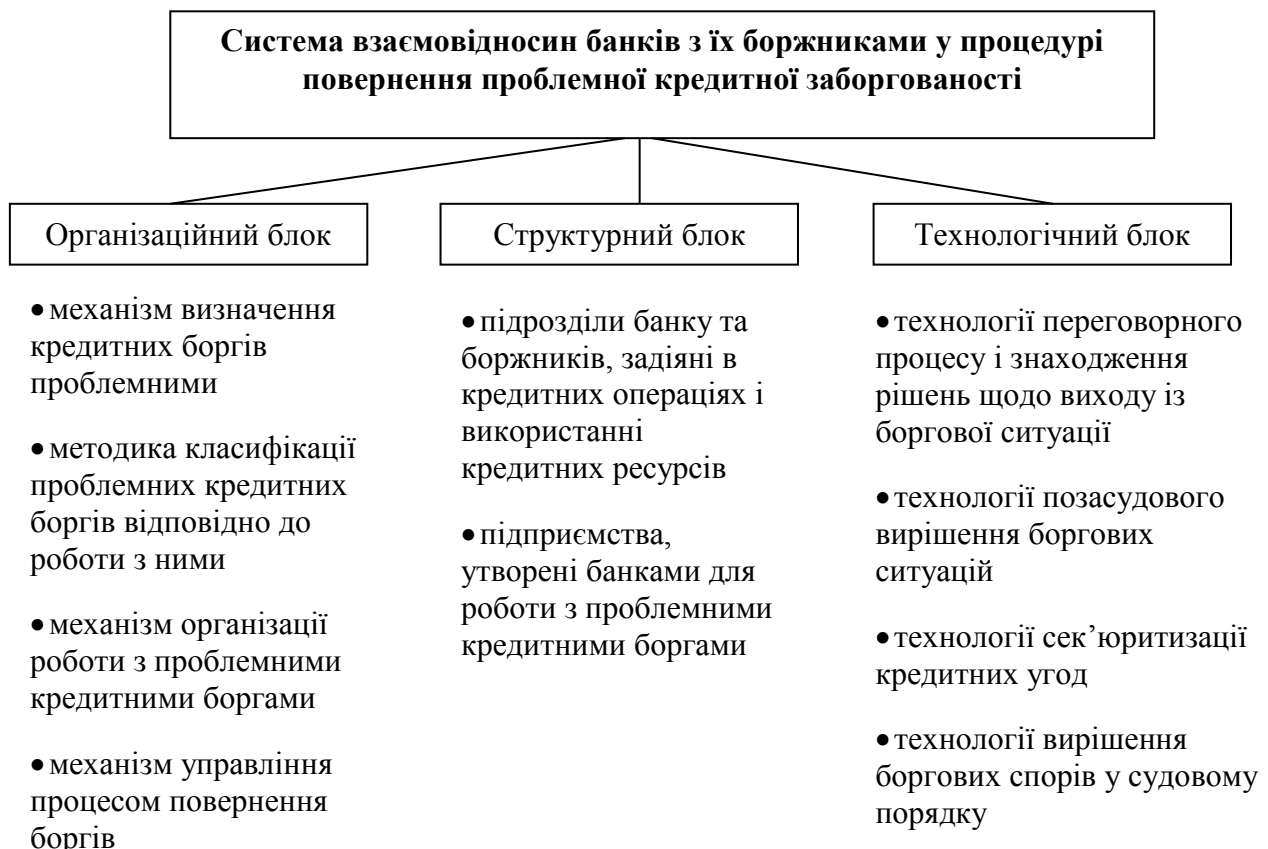 Система взаємовідносин банків з їх боржниками у процедурі
повернення проблемної кредитної заборгованості
Організаційний блок
• механізм визначення
кредитних боргів
проблемними
• методика класифікації
проблемних кредитних
боргів відповідно до
роботи з ними
• механізм організації
роботи з проблемними
кредитними боргами
• механізм управління
процесом повернення
боргів
Структурний блок
• підрозділи банку та
боржників, задіяні в
кредитних операціях і
використанні
кредитних ресурсів
• підприємства,
утворені банками для
роботи з проблемними
кредитними боргами
Технологічний блок
• технології переговорного
процесу і знаходження
рішень щодо виходу із
боргової ситуації
• технології позасудового
вирішення боргових
ситуацій
• технології сек’юритизації
кредитних угод
• технології вирішення
боргових спорів у судовому
порядку